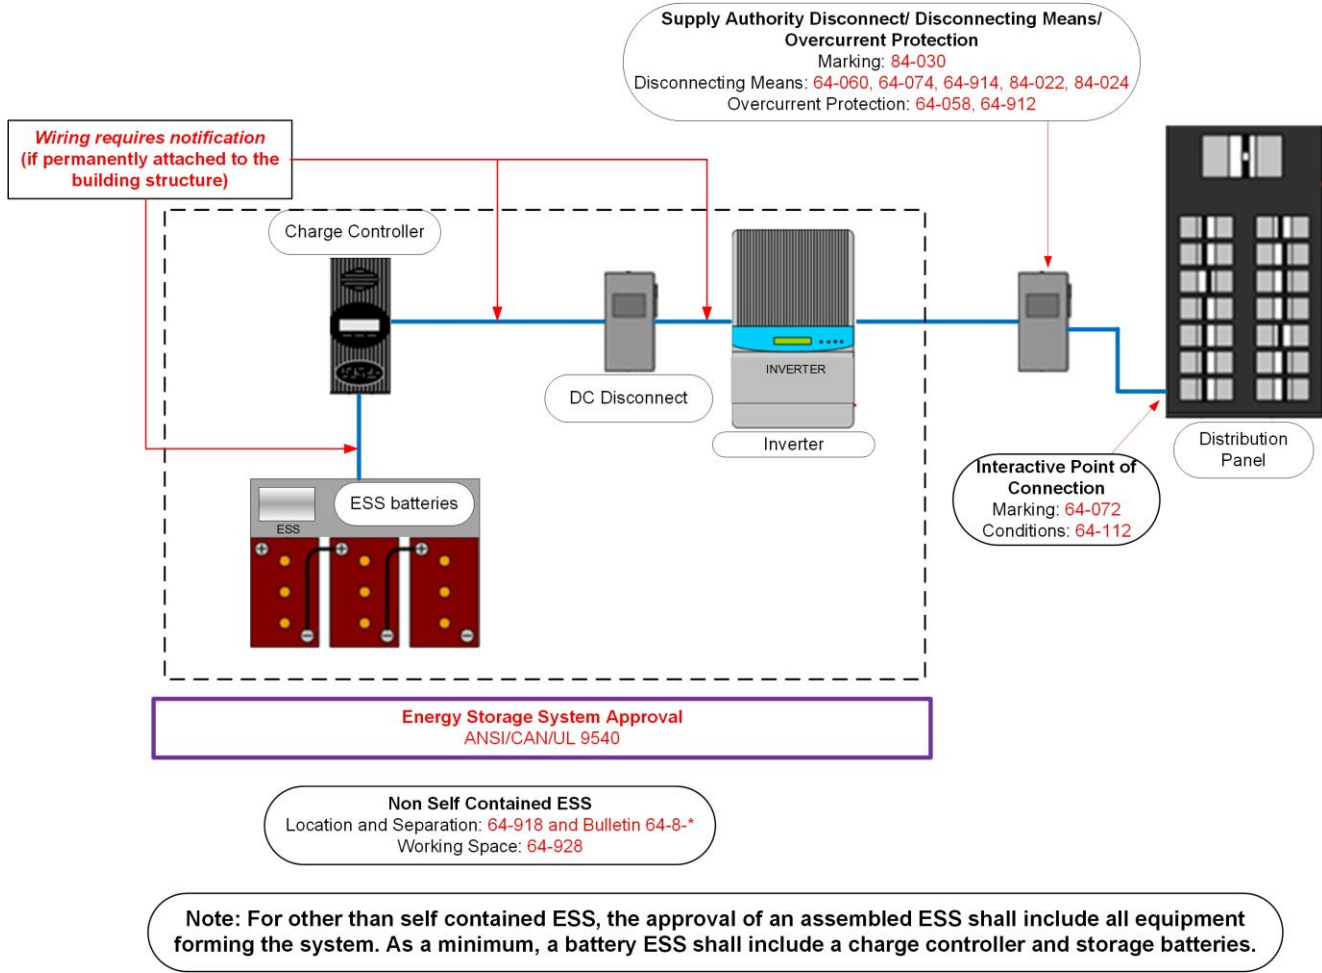 Supply Authority Disconnect/ Disconnecting Means/
Overcurrent Protection
Marking: 84-030
Disconnecting Means: 64-060, 64-074, 64-914, 84-022, 84-024
Overcurrent Protection: 64-058, 64-912
Wiring requires notification
(if permanently attached to the
building structure)
Charge Controller
INVERTER
DC Disconnect
Inverter
Distribution
Panel
Interactive Point of
Connection
Marking: 64-072
Conditions: 64-112
ESS batteries
ESS
Energy Storage System Approval
ANSI/CAN/UL 9540
Non Self Contained ESS
Location and Separation: 64-918 and Bulletin 64-8-*
Working Space: 64-928
Note: For other than self contained ESS, the approval of an assembled ESS shall include all equipment
forming the system. As a minimum, a battery ESS shall include a charge controller and storage batteries.